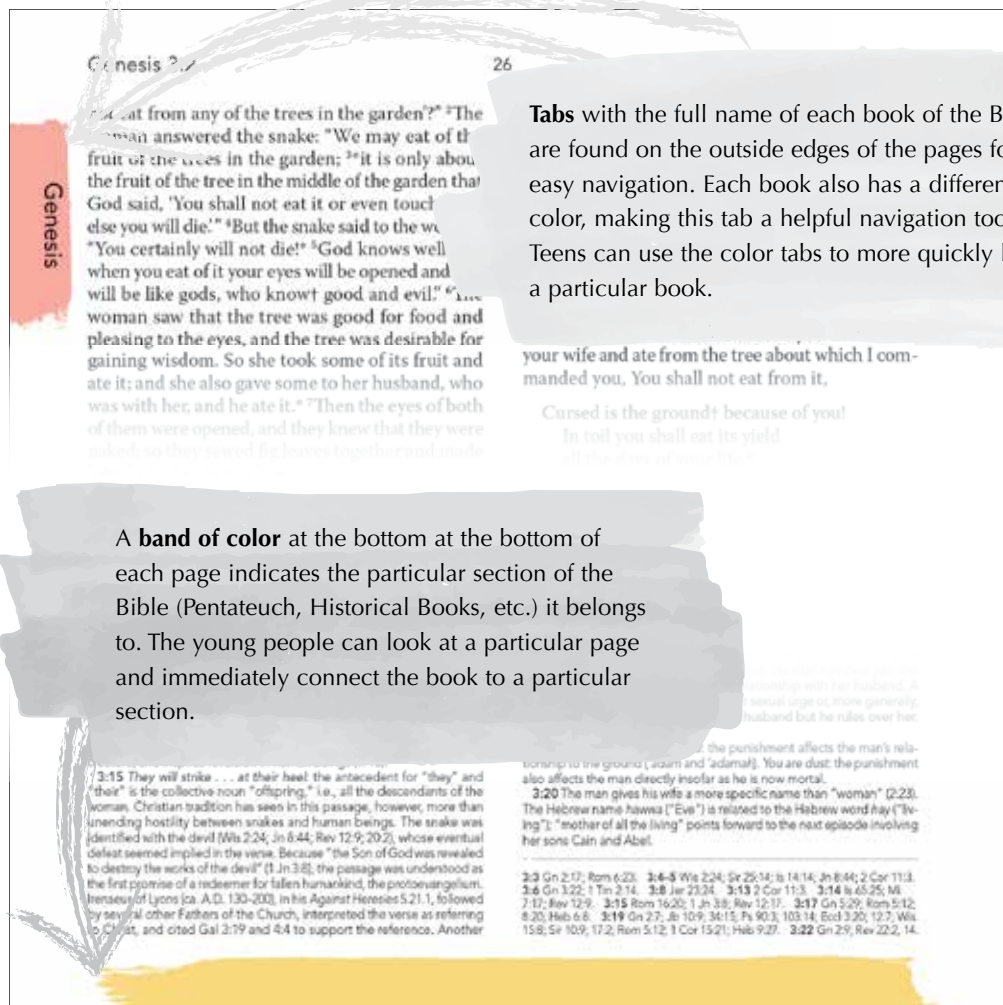 26
Genesis
eat from any of the trees in the garden'?" ²The
answered the snake: "We may eat of
fruit of the trees in the garden; ³*it is only
the fruit of the tree in the middle of the garden that
God said, 'You shall not eat it or even
else you will die.'" ⁴But the snake said to the
"You certainly will not die!* ⁵God knows well
when you eat of it your eyes will be opened and
will be like gods, who know† good and evil."
woman saw that the tree was good for food and
pleasing to the eyes, and the tree was desirable for
gaining wisdom. So she took some of its fruit and
ate it; and she also gave some to her husband, who
was with her, and he ate it.* ⁷Then the eyes of both
of them were opened, and they knew that they were
naked; so they sewed fig leaves together and made
Tabs with the full name of each book of the
are found on the outside edges of the pages
easy navigation. Each book also has a
color, making this tab a helpful navigation
Teens can use the color tabs to more quickly
a particular book.
your wife and ate from the tree about which I com-
manded you, You shall not eat from it,
Cursed is the ground† because of you!
In toil you shall eat its yield
all the days of your life.
A band of color at the bottom at the bottom of
each page indicates the particular section of the
Bible (Pentateuch, Historical Books, etc.) it belongs
to. The young people can look at a particular page
and immediately connect the book to a particular
section.
3:15 They will strike . . . at their heel: the antecedent for "they" and
"their" is the collective noun "offspring," i.e., all the descendants of the
woman. Christian tradition has seen in this passage, however, more than
unending hostility between snakes and human beings. The snake was
identified with the devil (Wis 2:24; Jn 8:44; Rev 12:9; 20:2), whose eventual
defeat seemed implied in the verse. Because "the Son of God was revealed
to destroy the works of the devil" (1 Jn 3:8), the passage was understood as
the first promise of a redeemer for fallen humankind, the protoevangelium.
Irenaeus of Lyons (ca. A.D. 130–200), in his Against Heresies 5.21.1, followed
by several other Fathers of the Church, interpreted the verse as referring
to Christ, and cited Gal 3:19 and 4:4 to support the reference. Another
with her husband. A
sexual urge or, more generally,
husband but he rules over her.
the punishment affects the man's rela-
tionship to the ground ('adam and 'adamah). You are dust: the punishment
also affects the man directly insofar as he is now mortal.
3:20 The man gives his wife a more specific name than "woman" (2:23).
The Hebrew name hawwa ("Eve") is related to the Hebrew word hay ("liv-
ing"); "mother of all the living" points forward to the next episode involving
her sons Cain and Abel.
3:3 Gn 2:17; Rom 6:23. 3:4–5 Wis 2:24; Sir 25:14; Is 14:14; Jn 8:44; 2 Cor 11:3.
3:6 Gn 3:22; 1 Tm 2:14. 3:8 Jer 23:24. 3:13 2 Cor 11:3. 3:14 Is 65:25; Mi
7:17; Rev 12:9. 3:15 Rom 16:20; 1 Jn 3:8; Rev 12:17. 3:17 Gn 5:29; Rom 5:12;
8:20; Heb 6:8. 3:19 Gn 2:7; Jb 10:9; 34:15; Ps 90:3; 103:14; Eccl 3:20; 12:7; Wis
15:8; Sir 10:9; 17:2; Rom 5:12; 1 Cor 15:21; Heb 9:27. 3:22 Gn 2:9; Rev 22:2, 14.